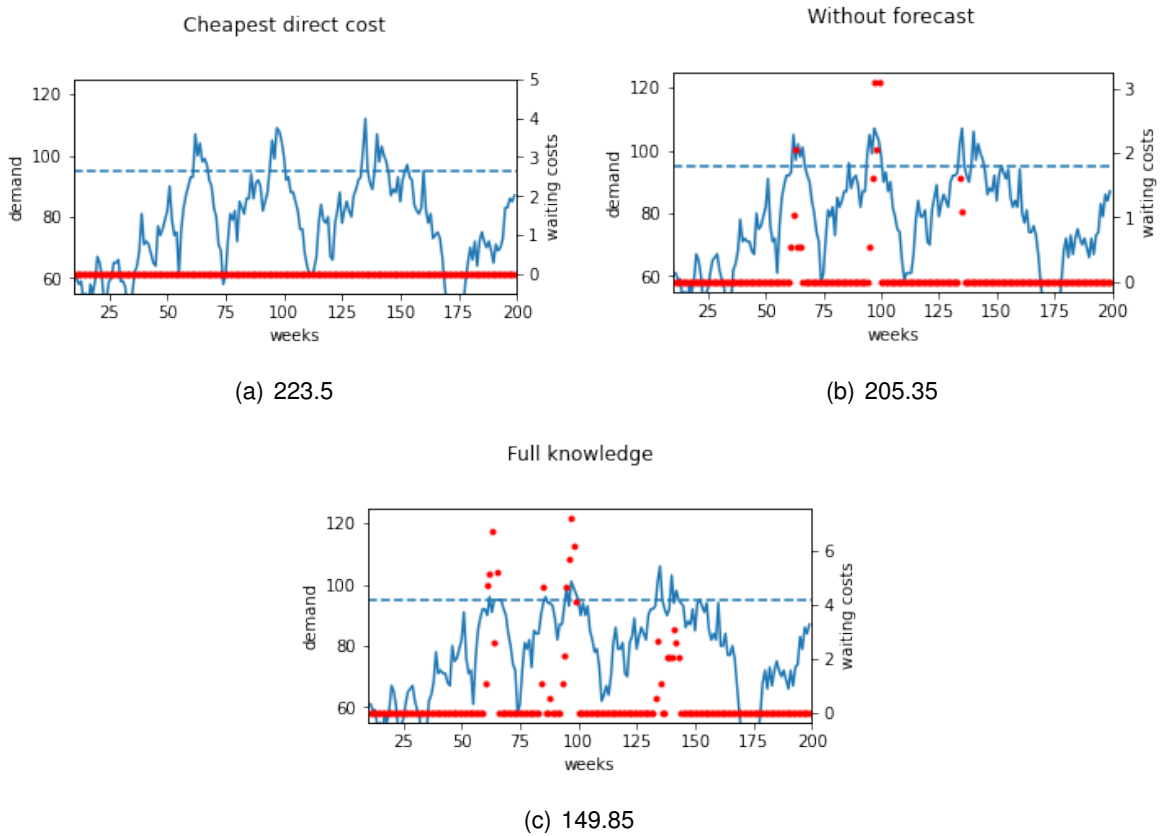 Cheapest direct cost
120
100
80
60
demand
5
4
3
2
1
0
waiting costs
25 50 75 100 125 150 175 200
weeks
(a) 223.5
Without forecast
120
100
80
60
demand
3
2
1
0
waiting costs
25 50 75 100 125 150 175 200
weeks
(b) 205.35
Full knowledge
120
100
80
60
demand
6
4
2
0
waiting costs
25 50 75 100 125 150 175 200
weeks
(c) 149.85